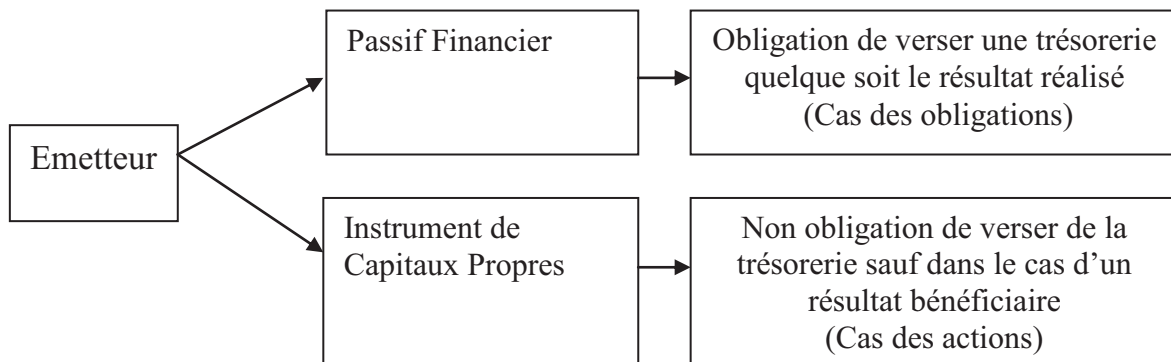 Emetteur
Passif Financier
Obligation de verser une trésorerie
quelque soit le résultat réalisé
(Cas des obligations)
Instrument de
Capitaux Propres
Non obligation de verser de la
trésorerie sauf dans le cas d’un
résultat bénéficiaire
(Cas des actions)